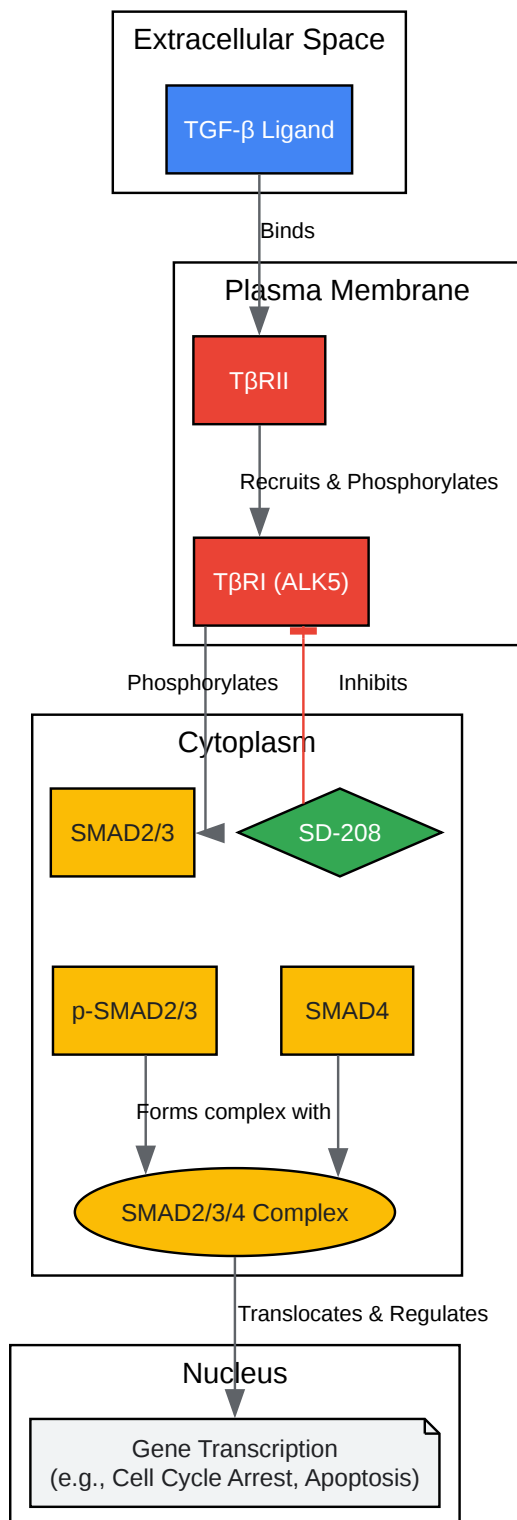 Extracellular Space
TGF-β Ligand
Binds
Plasma Membrane
TβRII
Recruits & Phosphorylates
TβRI (ALK5)
Phosphorylates
Inhibits
Cytoplasm
SMAD2/3
SD-208
p-SMAD2/3
SMAD4
Forms complex with
SMAD2/3/4 Complex
Translocates & Regulates
Nucleus
Gene Transcription
(e.g., Cell Cycle Arrest, Apoptosis)